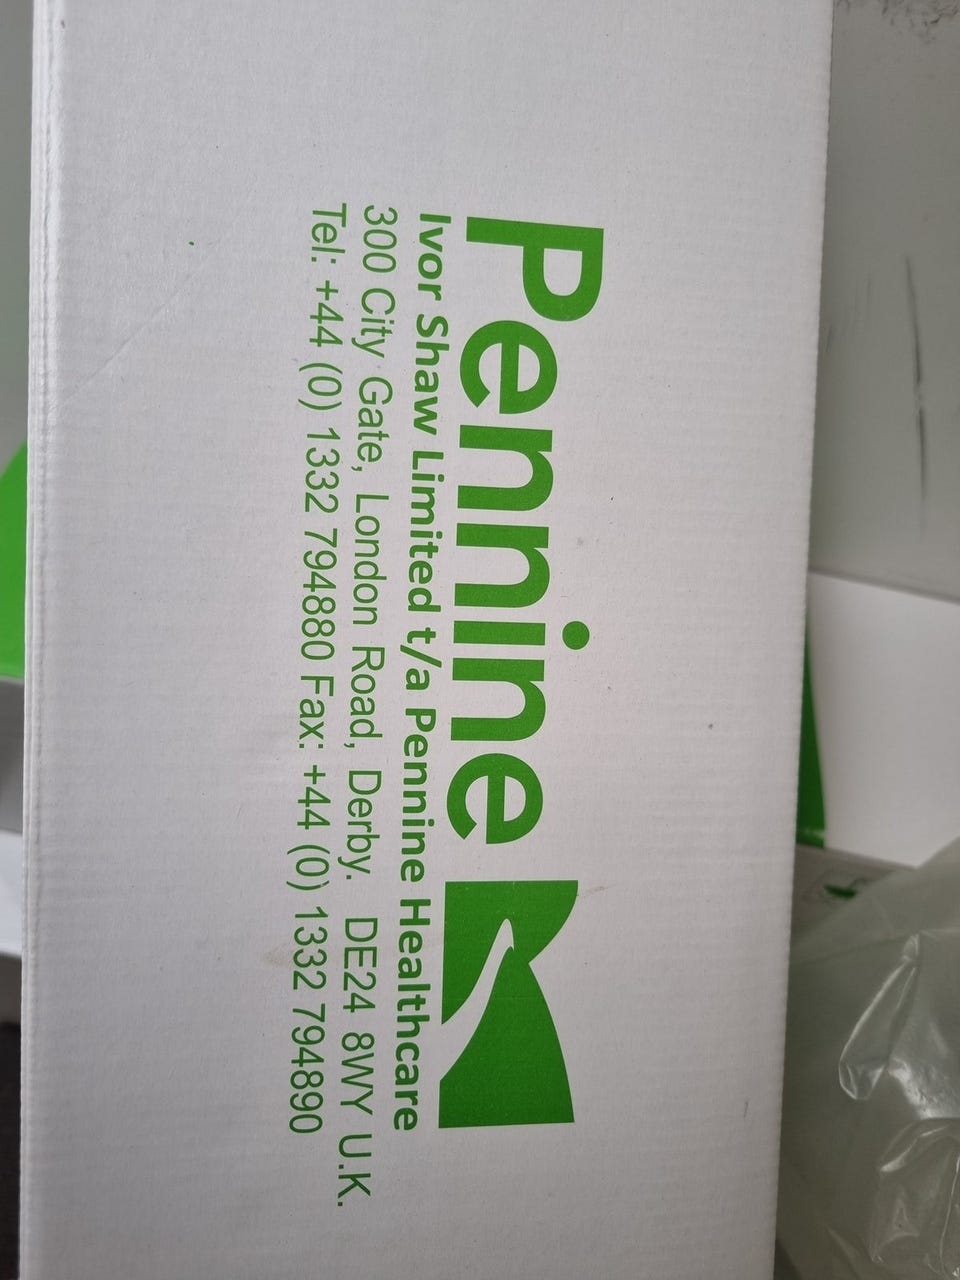 Pennine
Ivor Shaw Limited t/a Pennine Healthcare
300 City Gate, London Road, Derby. DE24 8WY U.K.
Tel: +44 (0) 1332 794880 Fax: +44 (0) 1332 794890